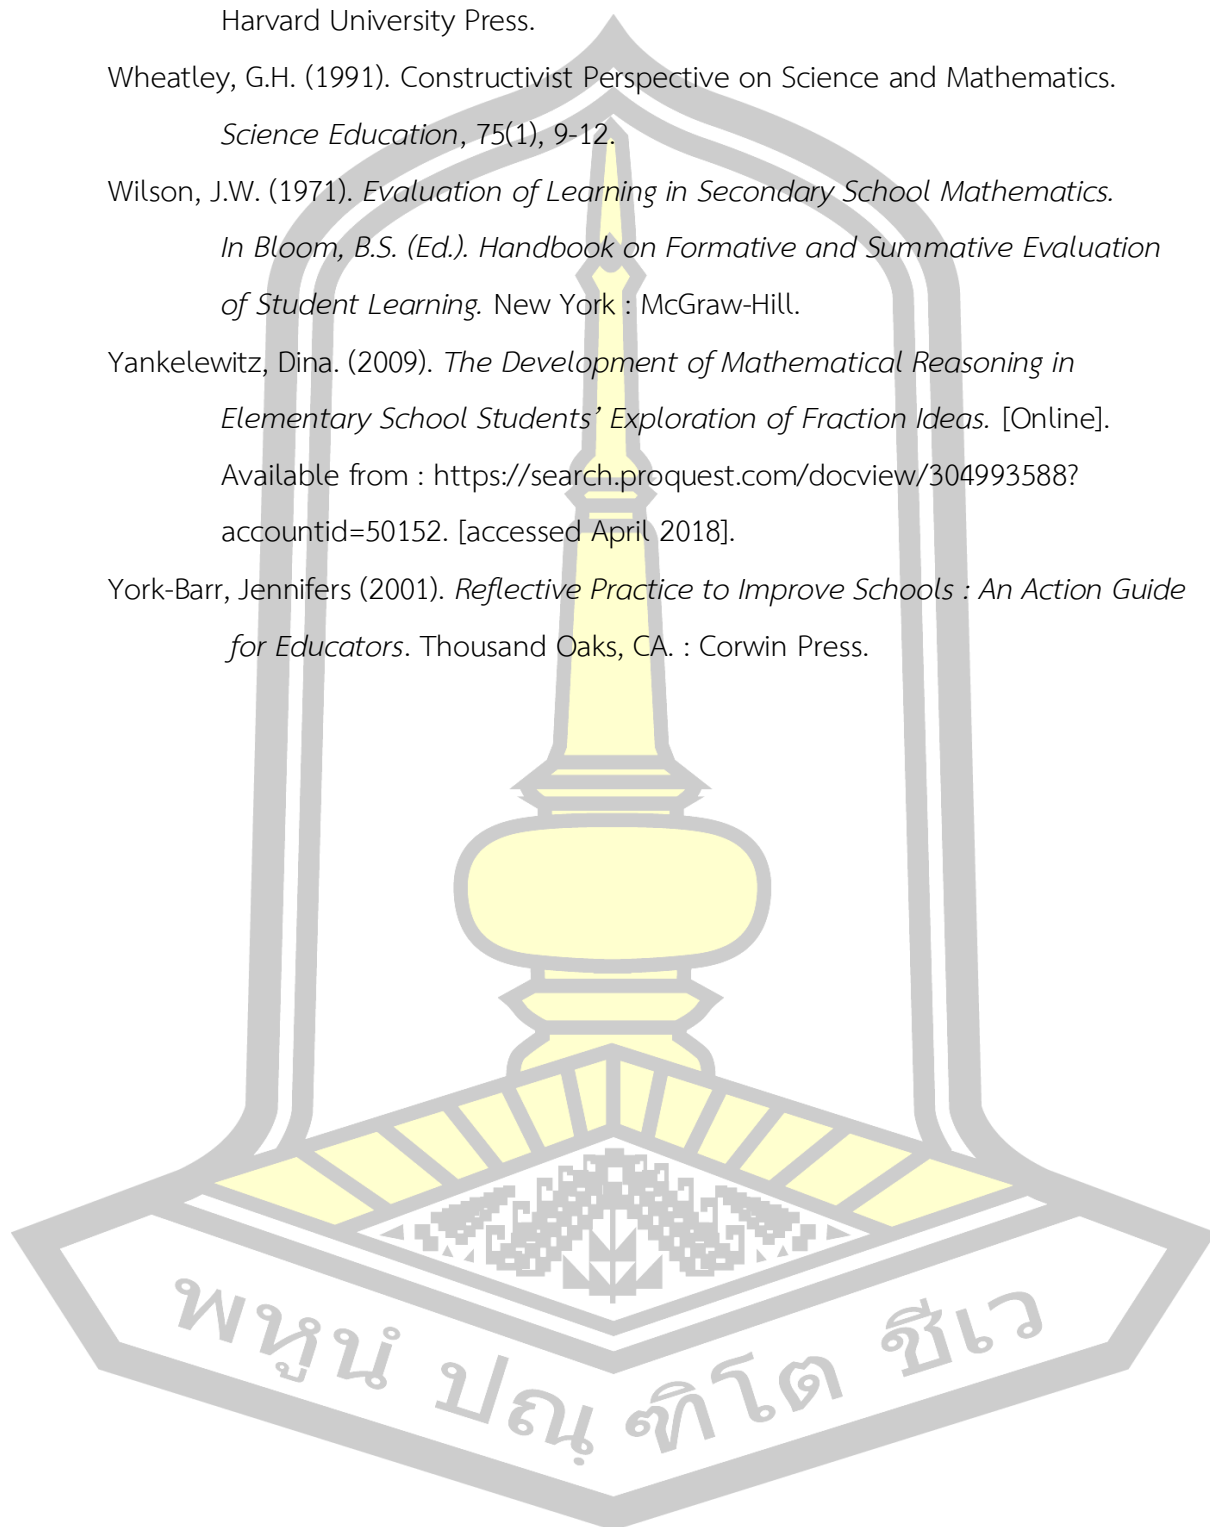 Harvard University Press.
Wheatley, G.H. (1991). Constructivist Perspective on Science and Mathematics.
Science Education, 75(1), 9-12.
Wilson, J.W. (1971). Evaluation of Learning in Secondary School Mathematics.
In Bloom, B.S. (Ed.). Handbook on Formative and Summative Evaluation
of Student Learning. New York : McGraw-Hill.
Yankelewitz, Dina. (2009). The Development of Mathematical Reasoning in
Elementary School Students’ Exploration of Fraction Ideas. [Online].
Available from : https://search.proquest.com/docview/304993588?
accountid=50152. [accessed April 2018].
York-Barr, Jennifers (2001). Reflective Practice to Improve Schools : An Action Guide
for Educators. Thousand Oaks, CA. : Corwin Press.
พหูนํ ปณฺฑิโต ชีเว